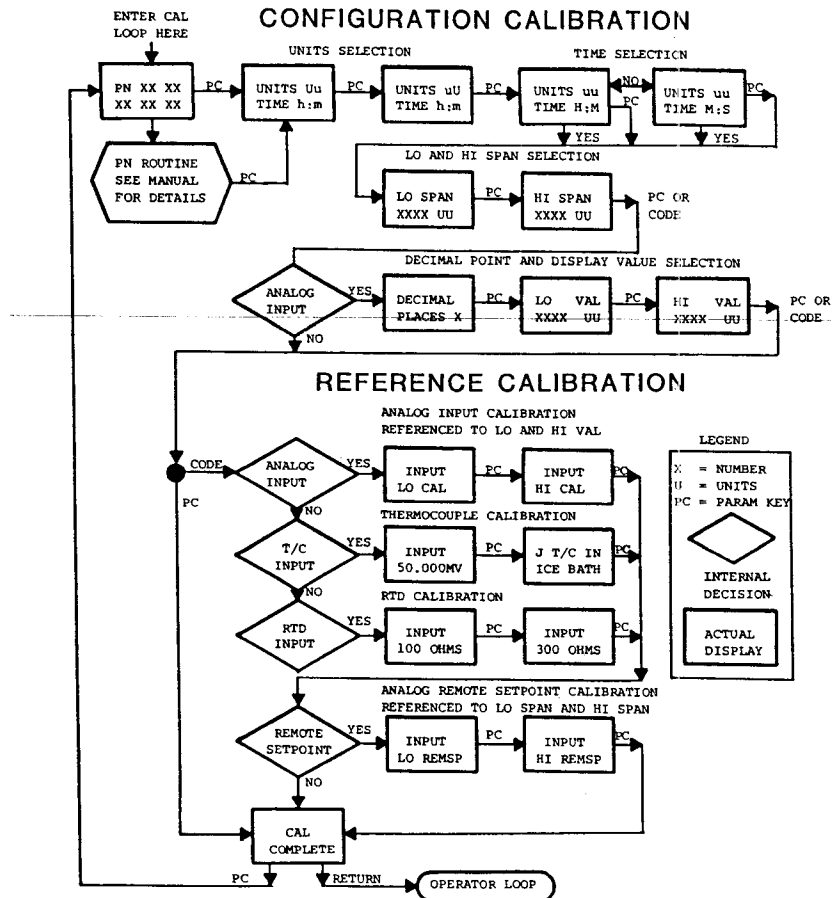 CONFIGURATION CALIBRATION
ENTER CAL
LOOP HERE
UNITS SELECTION
TIME SELECTION
PN XX XX
XX XX XX
PC
UNITS Uu
TIME h:m
PC
UNITS uU
TIME h:m
PC
UNITS uu
TIME H:M
NO
PC
UNITS uu
TIME M:S
PC
YES
YES
PN ROUTINE
SEE MANUAL
FOR DETAILS
PC
LO AND HI SPAN SELECTION
LO SPAN
XXXX UU
PC
HI SPAN
XXXX UU
PC OR
CODE
DECIMAL POINT AND DISPLAY VALUE SELECTION
ANALOG
INPUT
YES
DECIMAL
PLACES X
PC
LO VAL
XXXX UU
PC
HI VAL
XXXX UU
PC OR
CODE
NO
REFERENCE CALIBRATION
ANALOG INPUT CALIBRATION
REFERENCED TO LO AND HI VAL
CODE
PC
ANALOG
INPUT
YES
INPUT
LO CAL
PC
INPUT
HI CAL
PC
NO
THERMOCOUPLE CALIBRATION
T/C
INPUT
YES
INPUT
50.000MV
PC
J T/C IN
ICE BATH
PC
NO
RTD CALIBRATION
RTD
INPUT
YES
INPUT
100 OHMS
PC
INPUT
300 OHMS
PC
LEGEND
X = NUMBER
U = UNITS
PC = PARAM KEY
INTERNAL
DECISION
ACTUAL
DISPLAY
ANALOG REMOTE SETPOINT CALIBRATION
REFERENCED TO LO SPAN AND HI SPAN
REMOTE
SETPOINT
YES
INPUT
LO REMSP
PC
INPUT
HI REMSP
PC
NO
CAL
COMPLETE
PC
RETURN
OPERATOR LOOP